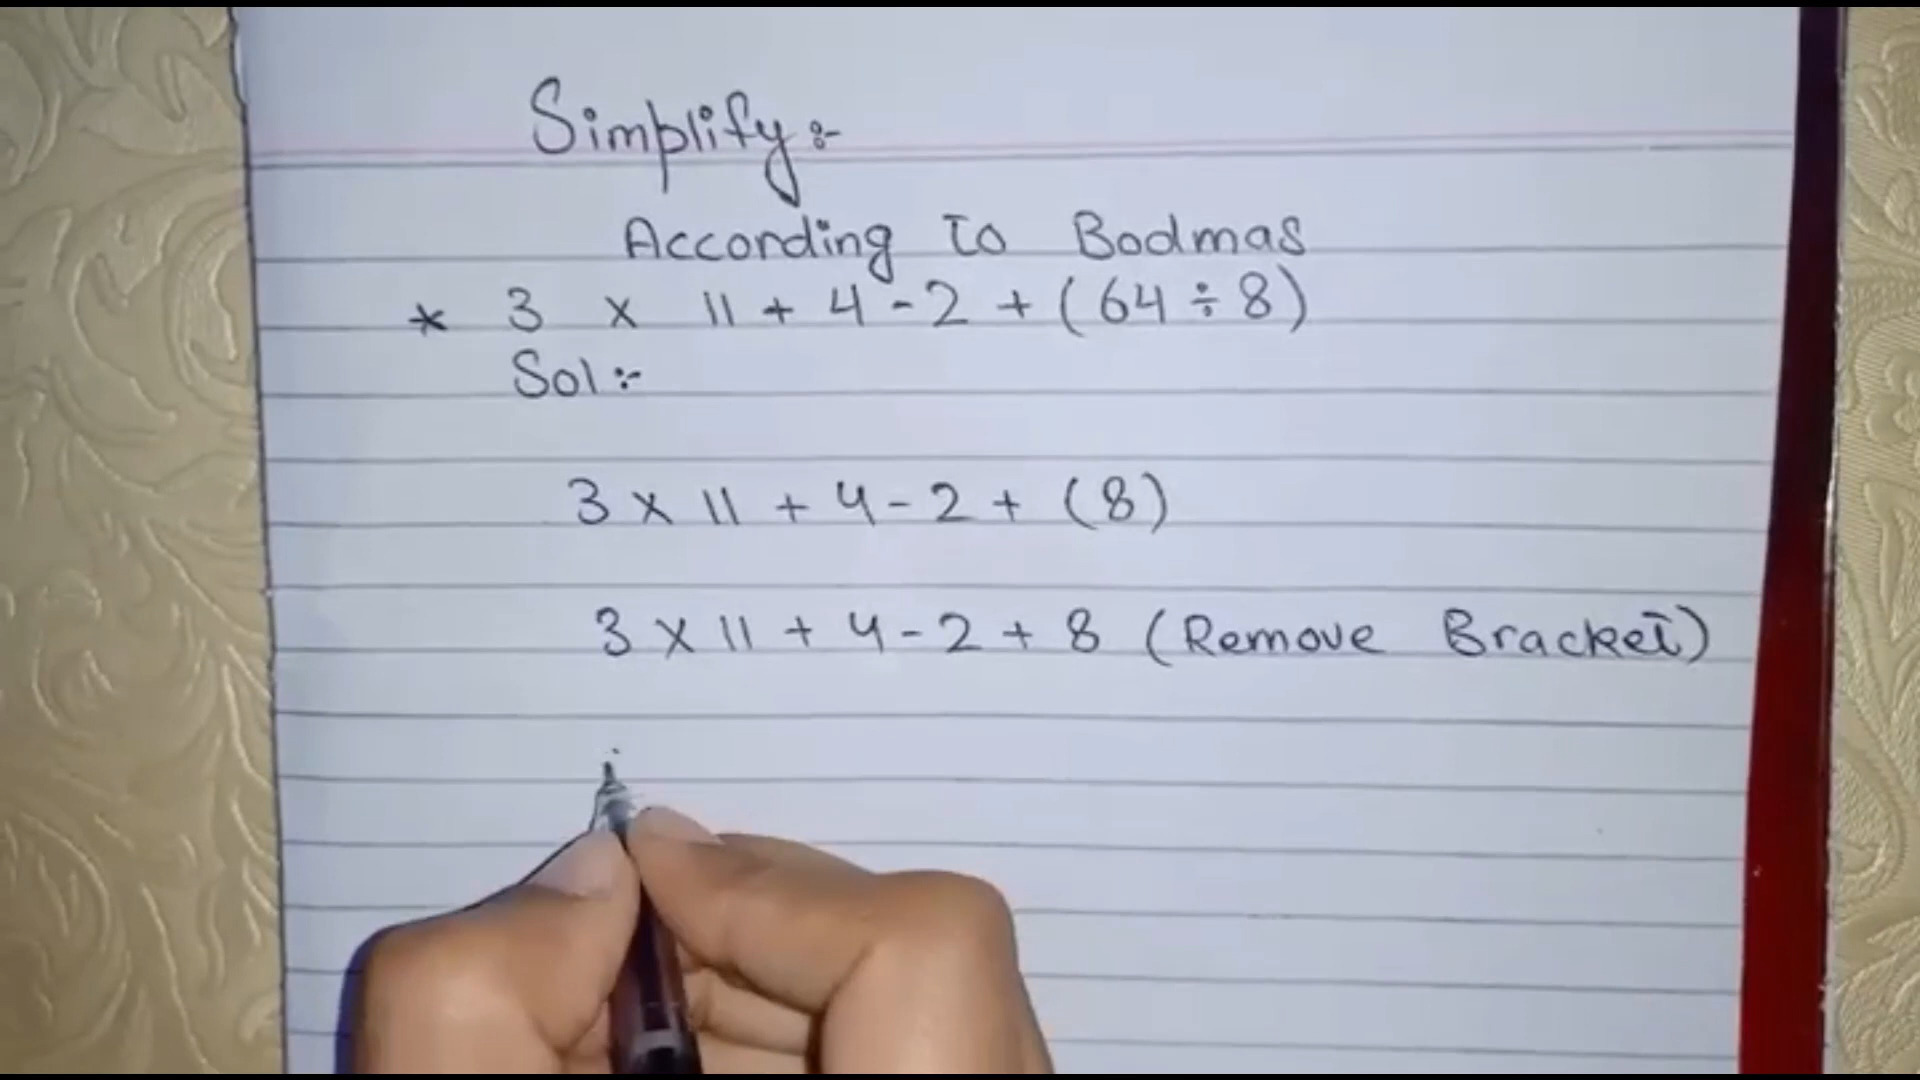 Simplify:-
According to Bodmas
* 3 x 11 + 4 - 2 + (64 ÷ 8)
Sol:-
3 x 11 + 4 - 2 + (8)
3 x 11 + 4 - 2 + 8 (Remove Bracket)